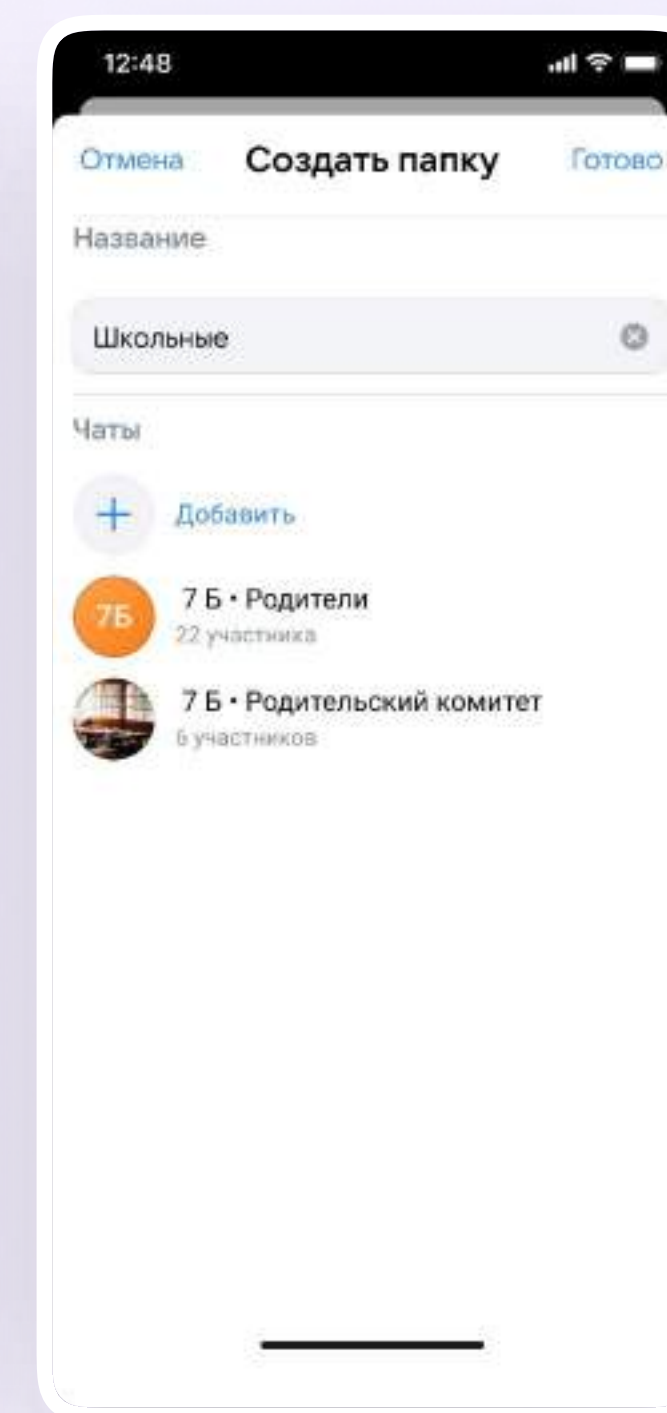 12:48
Отмена Создать папку Готово
Название
Школьные
Чаты
Добавить
7Б
7 Б • Родители
22 участника
7 Б • Родительский комитет
6 участников